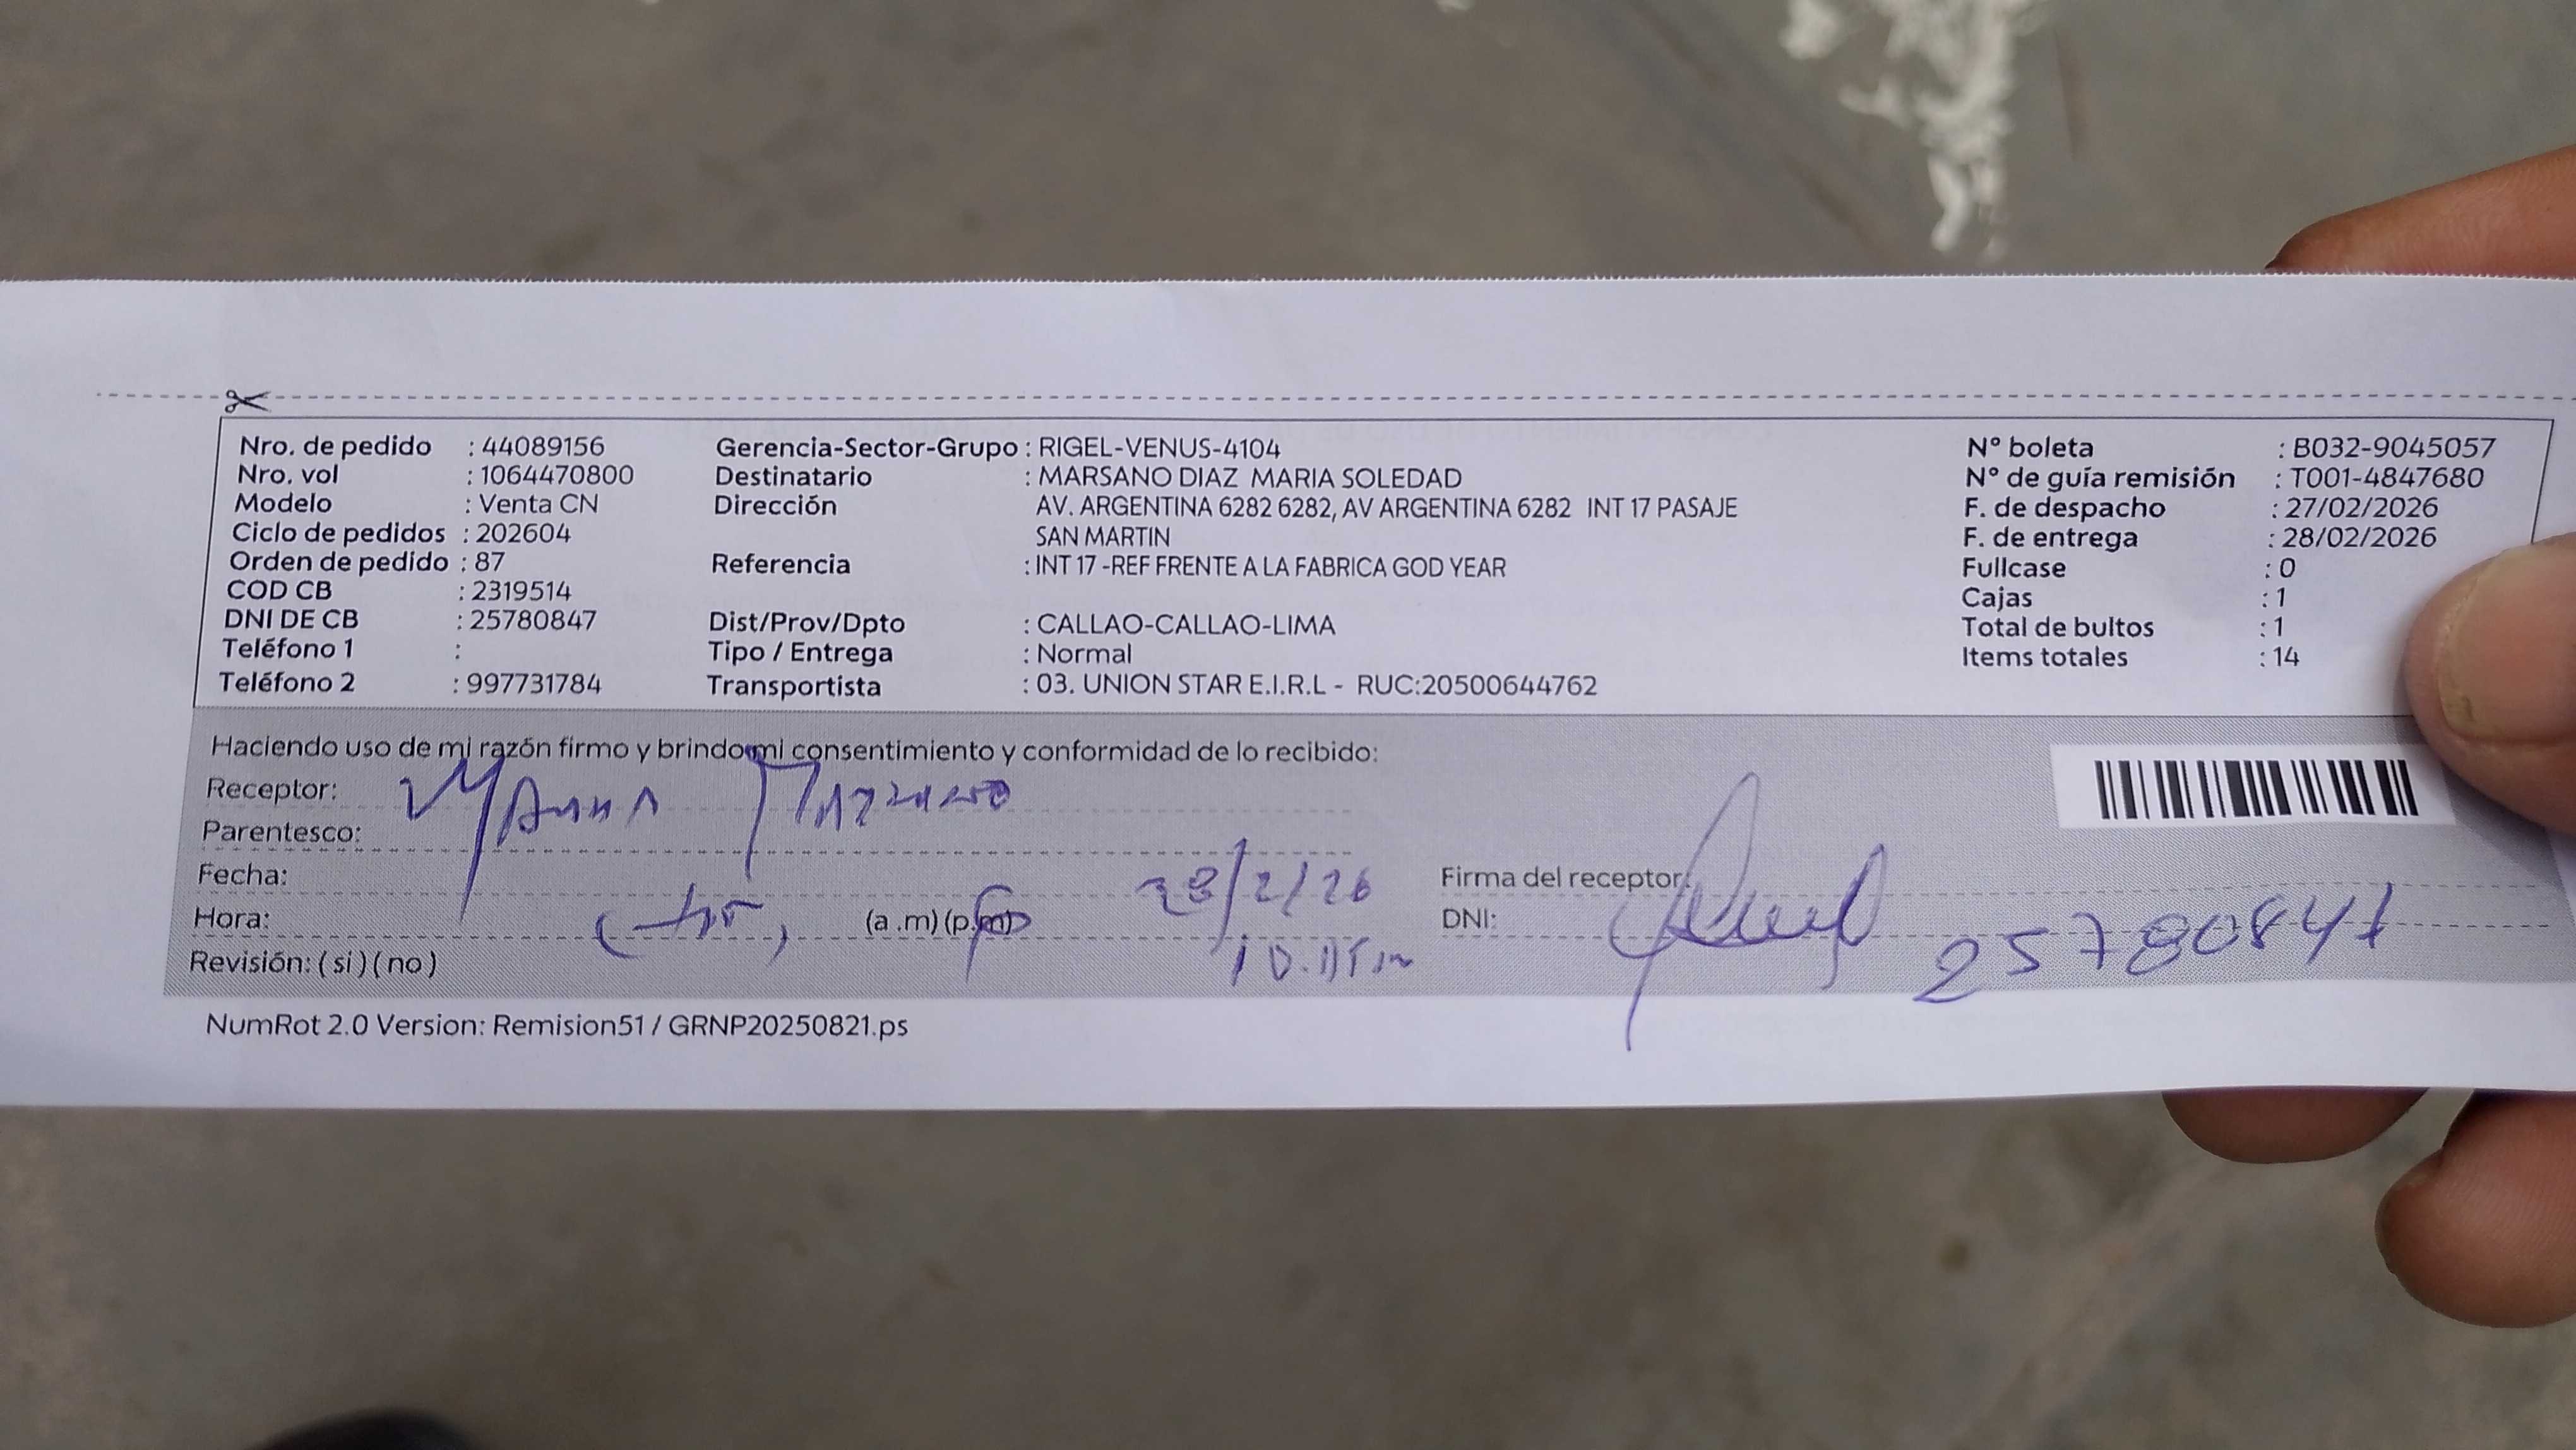 Nro. de pedido : 44089156 Gerencia-Sector-Grupo : RIGEL-VENUS-4104 N° boleta : B032-9045057
Nro. vol : 1064470800 Destinatario : MARSANO DIAZ MARIA SOLEDAD N° de guía remisión : T001-4847680
Modelo : Venta CN Dirección AV. ARGENTINA 6282 6282, AV ARGENTINA 6282 INT 17 PASAJE F. de despacho : 27/02/2026
Ciclo de pedidos : 202604 SAN MARTIN F. de entrega : 28/02/2026
Orden de pedido : 87 Referencia : INT 17 -REF FRENTE A LA FABRICA GOD YEAR Fullcase : 0
COD CB : 2319514 Cajas : 1
DNI DE CB : 25780847 Dist/Prov/Dpto : CALLAO-CALLAO-LIMA Total de bultos : 1
Teléfono 1 : Tipo / Entrega : Normal Items totales : 14
Teléfono 2 : 997731784 Transportista : 03. UNION STAR E.I.R.L - RUC:20500644762
Haciendo uso de mi razón firmo y brindo mi consentimiento y conformidad de lo recibido:
Receptor:
Parentesco:
Fecha: 28/2/26 Firma del receptor:
Hora: (a .m) (p.m) DNI: 25780847
Revisión: ( si ) ( no )
NumRot 2.0 Version: Remision51 / GRNP20250821.ps